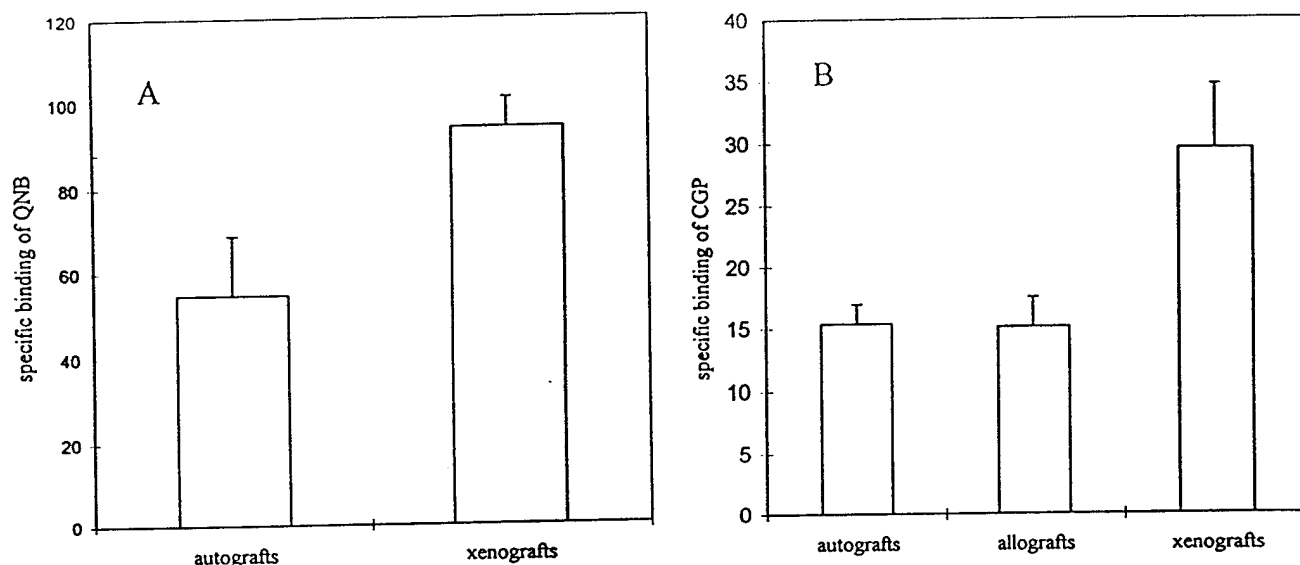 A
specific binding of QNB
120
100
80
60
40
20
0
autografts
xenografts
B
specific binding of CGP
40
35
30
25
20
15
10
5
0
autografts
allografts
xenografts